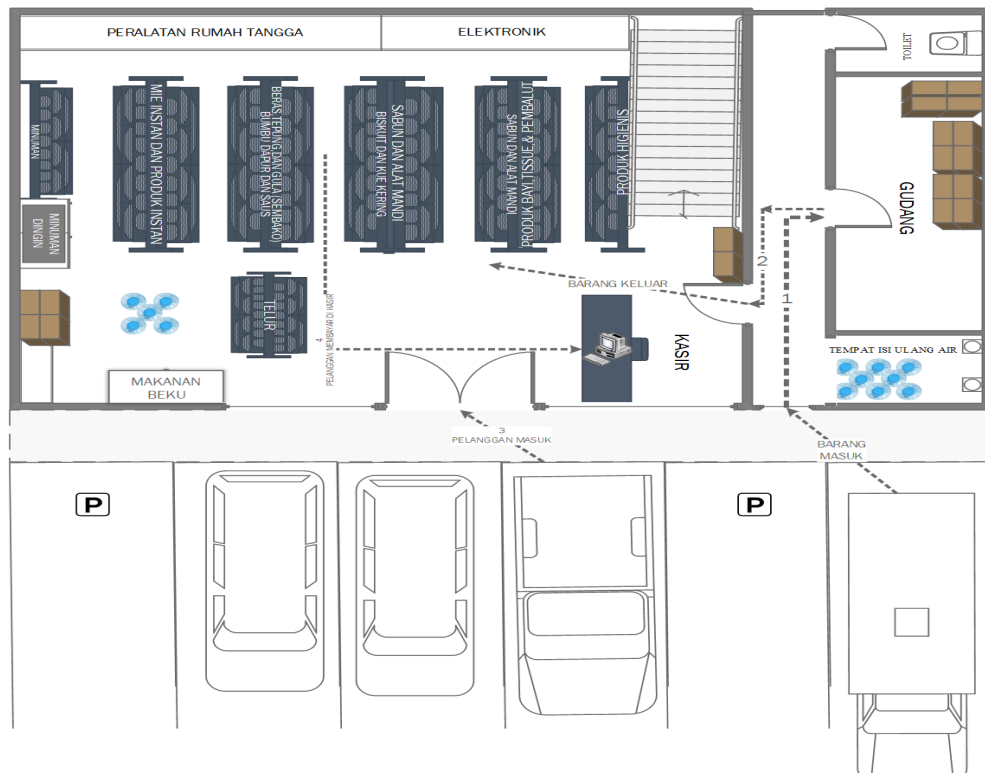 PERALATAN RUMAH TANGGA
ELEKTRONIK
TOILET
MINUMAN
MIE INSTAN DAN PRODUK INSTAN
BERAS,TEPUNG DAN GULA (SEMBAKO)
BUMBU DAPUR DAN SAUS
SABUN DAN ALAT MANDI
BISKUIT DAN KUE KERING
PRODUK BAYI,TISSUE & PEMBALUT
SABUN DAN ALAT MANDI
PRODUK HIGIENIS
GUDANG
MINUMAN
DINGIN
2
BARANG KELUAR
1
TELUR
4
PELANGGAN MEMBAYAR DI KASIR
KASIR
TEMPAT ISI ULANG AIR
MAKANAN
BEKU
3
PELANGGAN MASUK
BARANG
MASUK
P
P